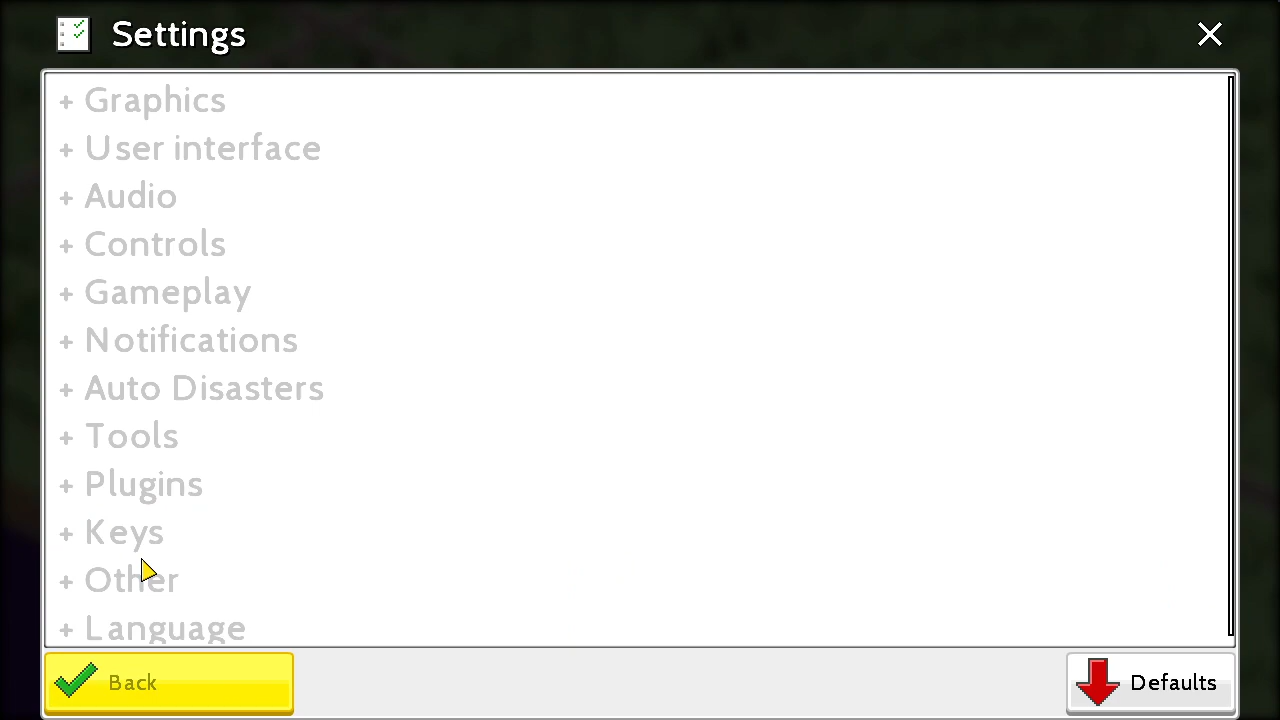 Settings
+ Graphics
+ User interface
+ Audio
+ Controls
+ Gameplay
+ Notifications
+ Auto Disasters
+ Tools
+ Plugins
+ Keys
+ Other
+ Language
Back
Defaults